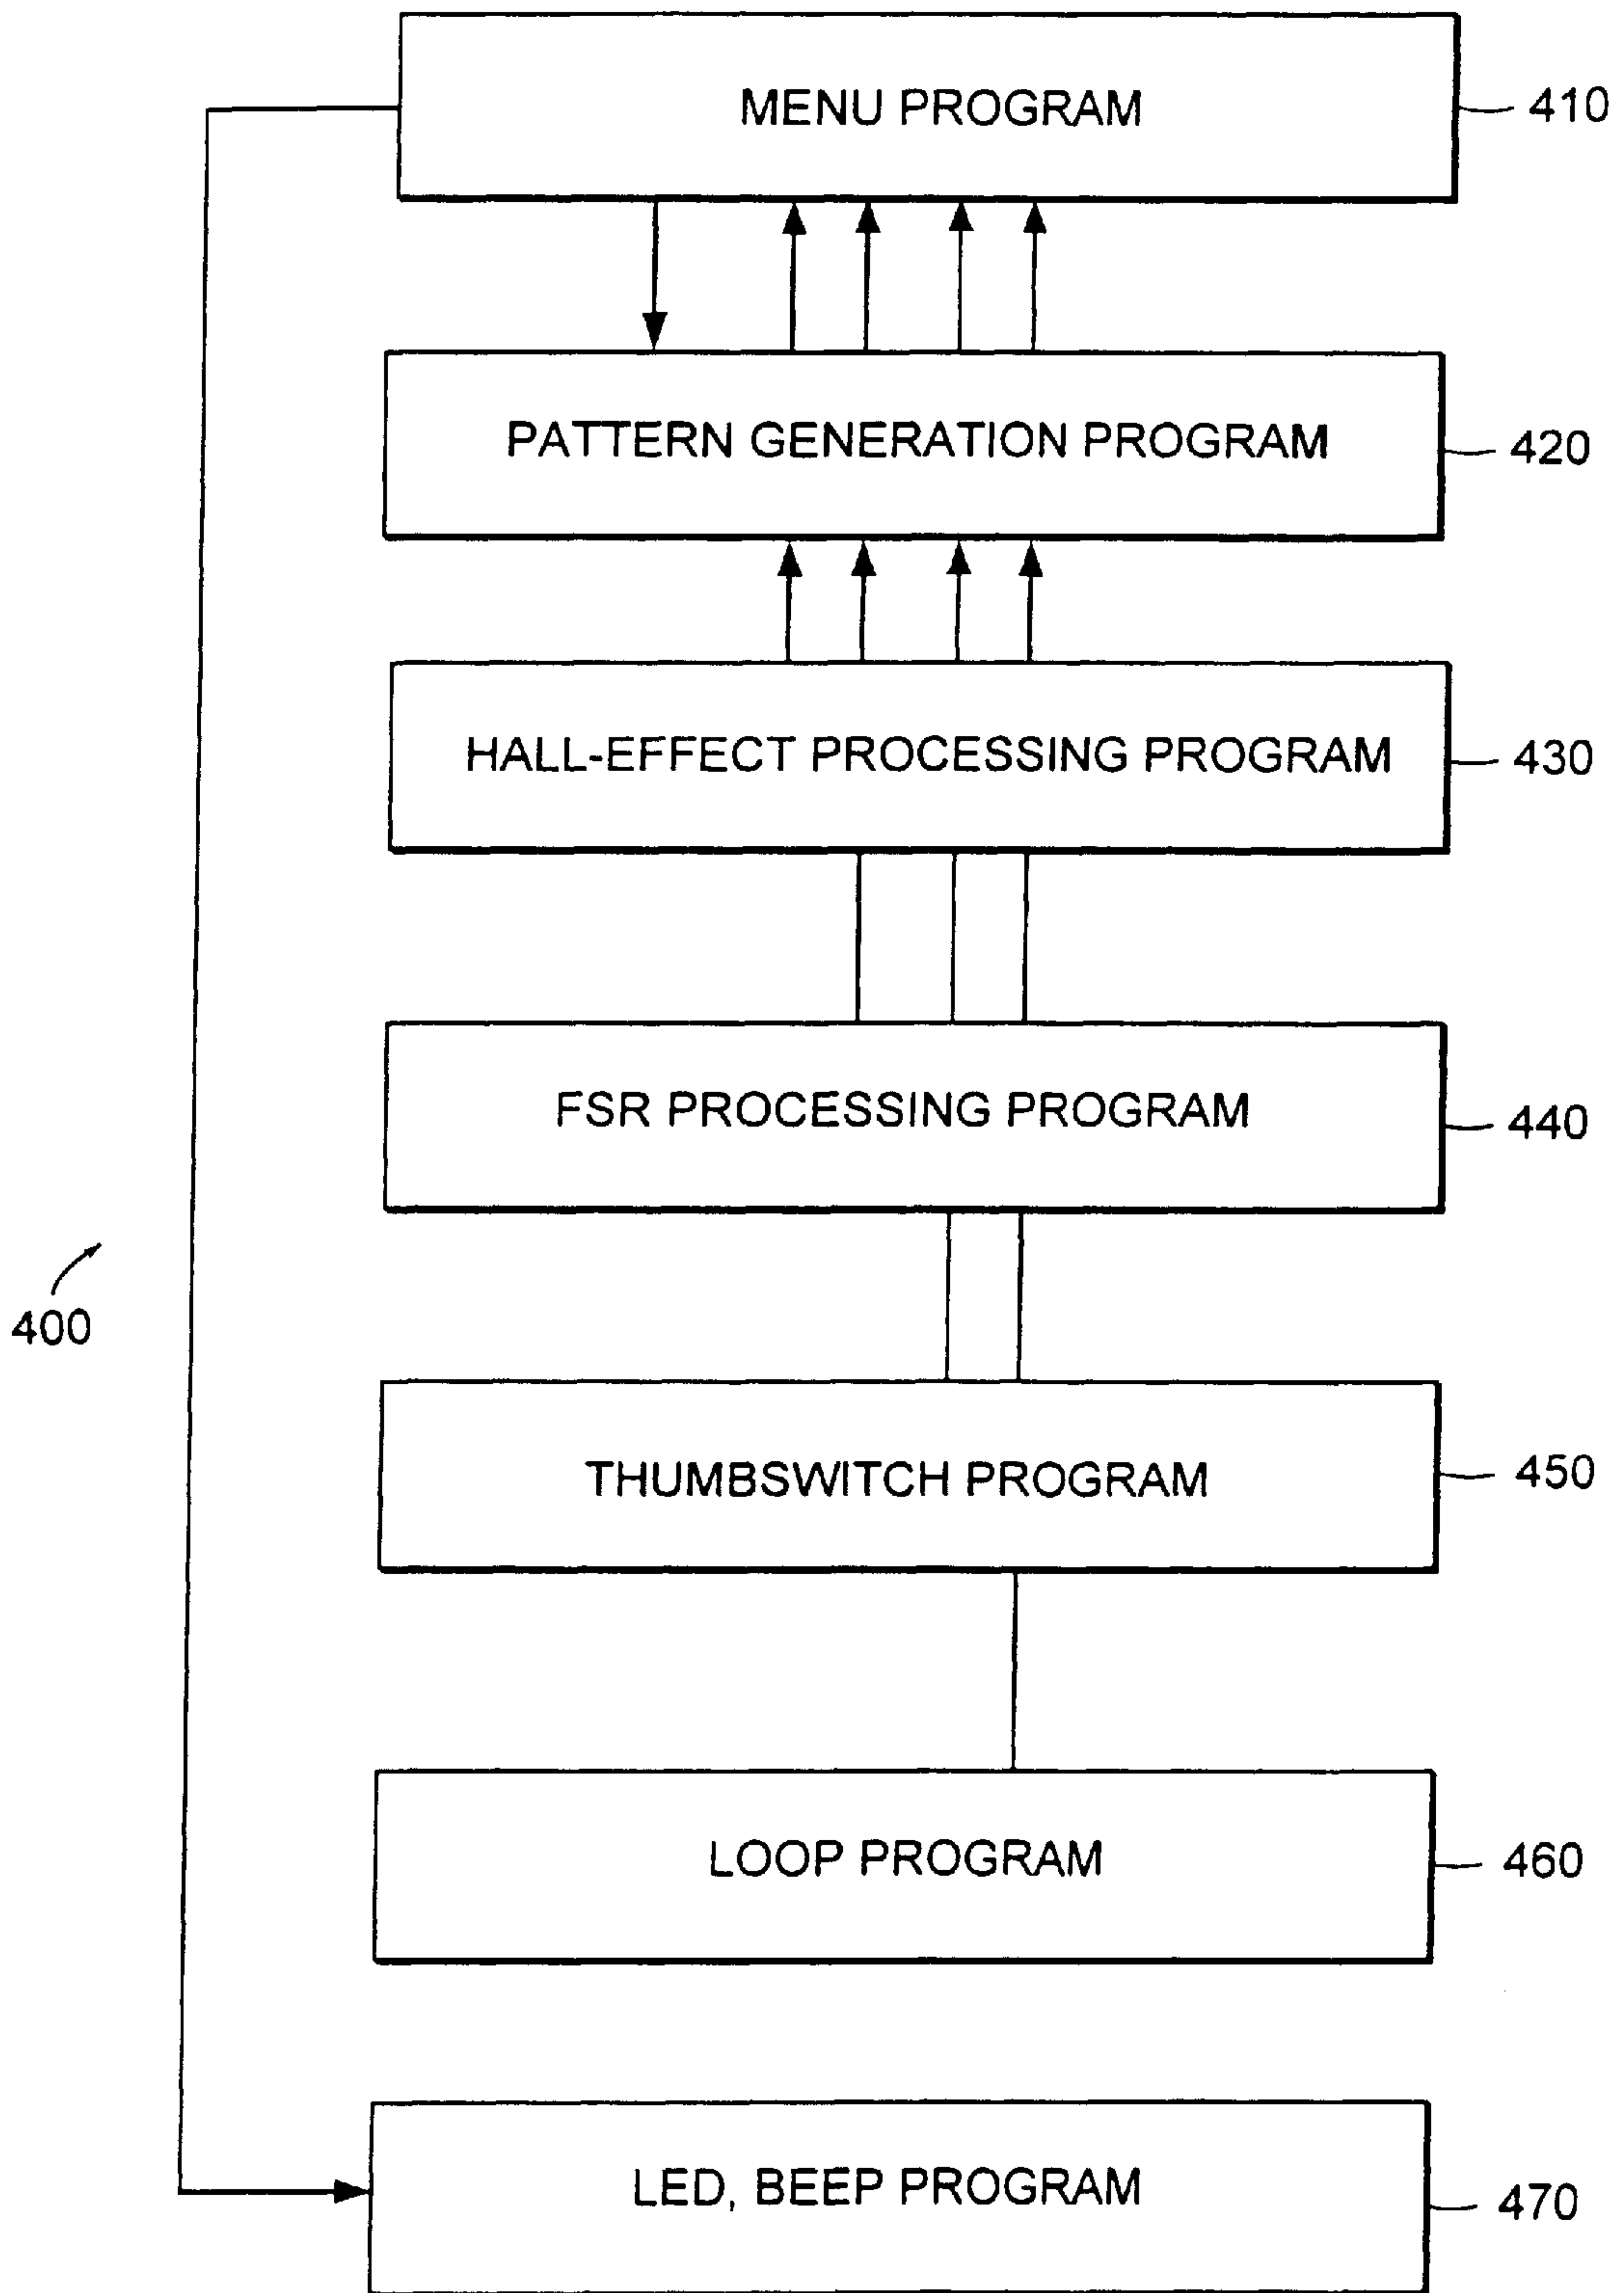 MENU PROGRAM
410
PATTERN GENERATION PROGRAM
420
HALL-EFFECT PROCESSING PROGRAM
430
FSR PROCESSING PROGRAM
440
400
THUMBSWITCH PROGRAM
450
LOOP PROGRAM
460
LED, BEEP PROGRAM
470